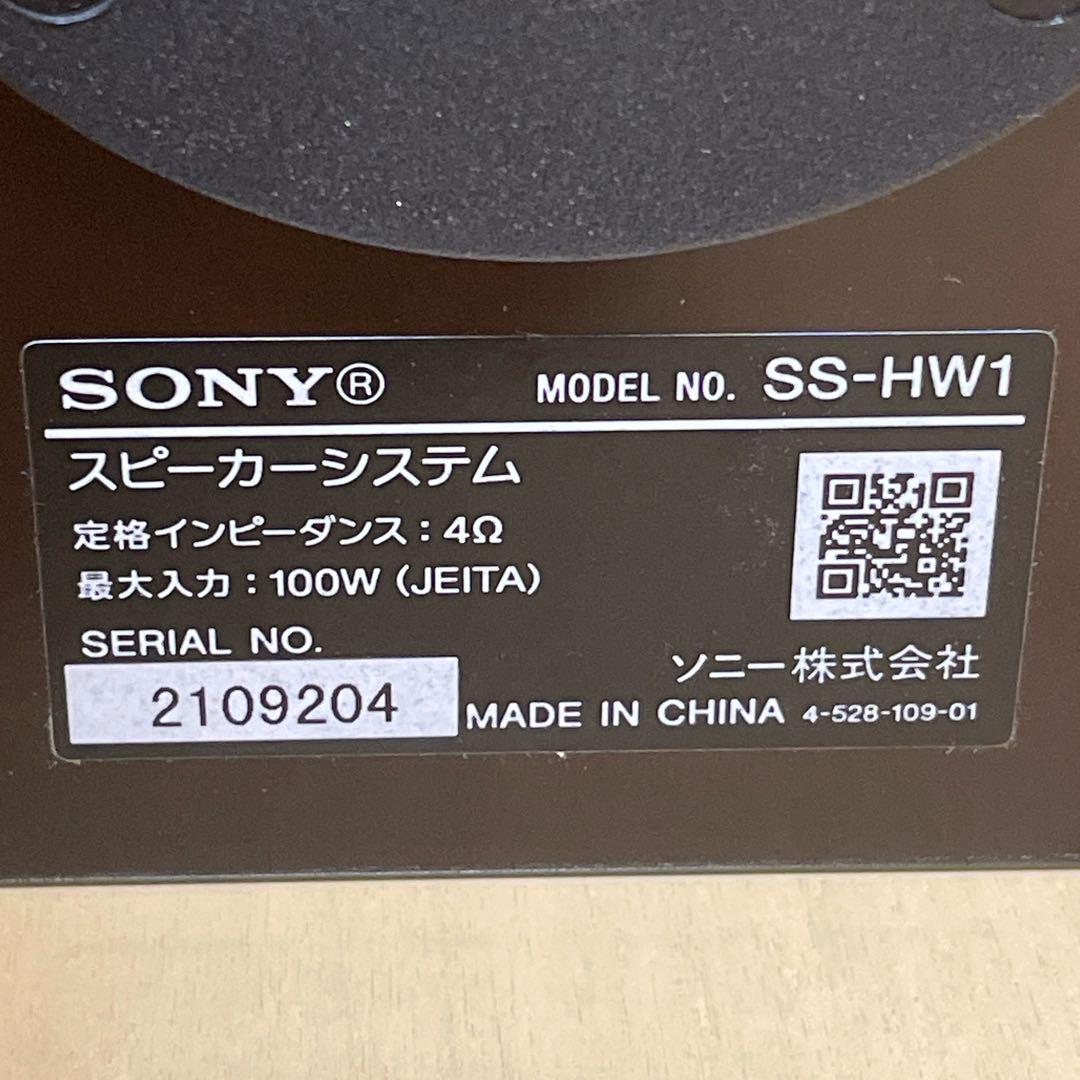 SONY® MODEL NO. SS-HW1
スピーカーシステム
定格インピーダンス：4Ω
最大入力：100W (JEITA)
SERIAL NO.
2109204
ソニー株式会社
MADE IN CHINA 4-528-109-01